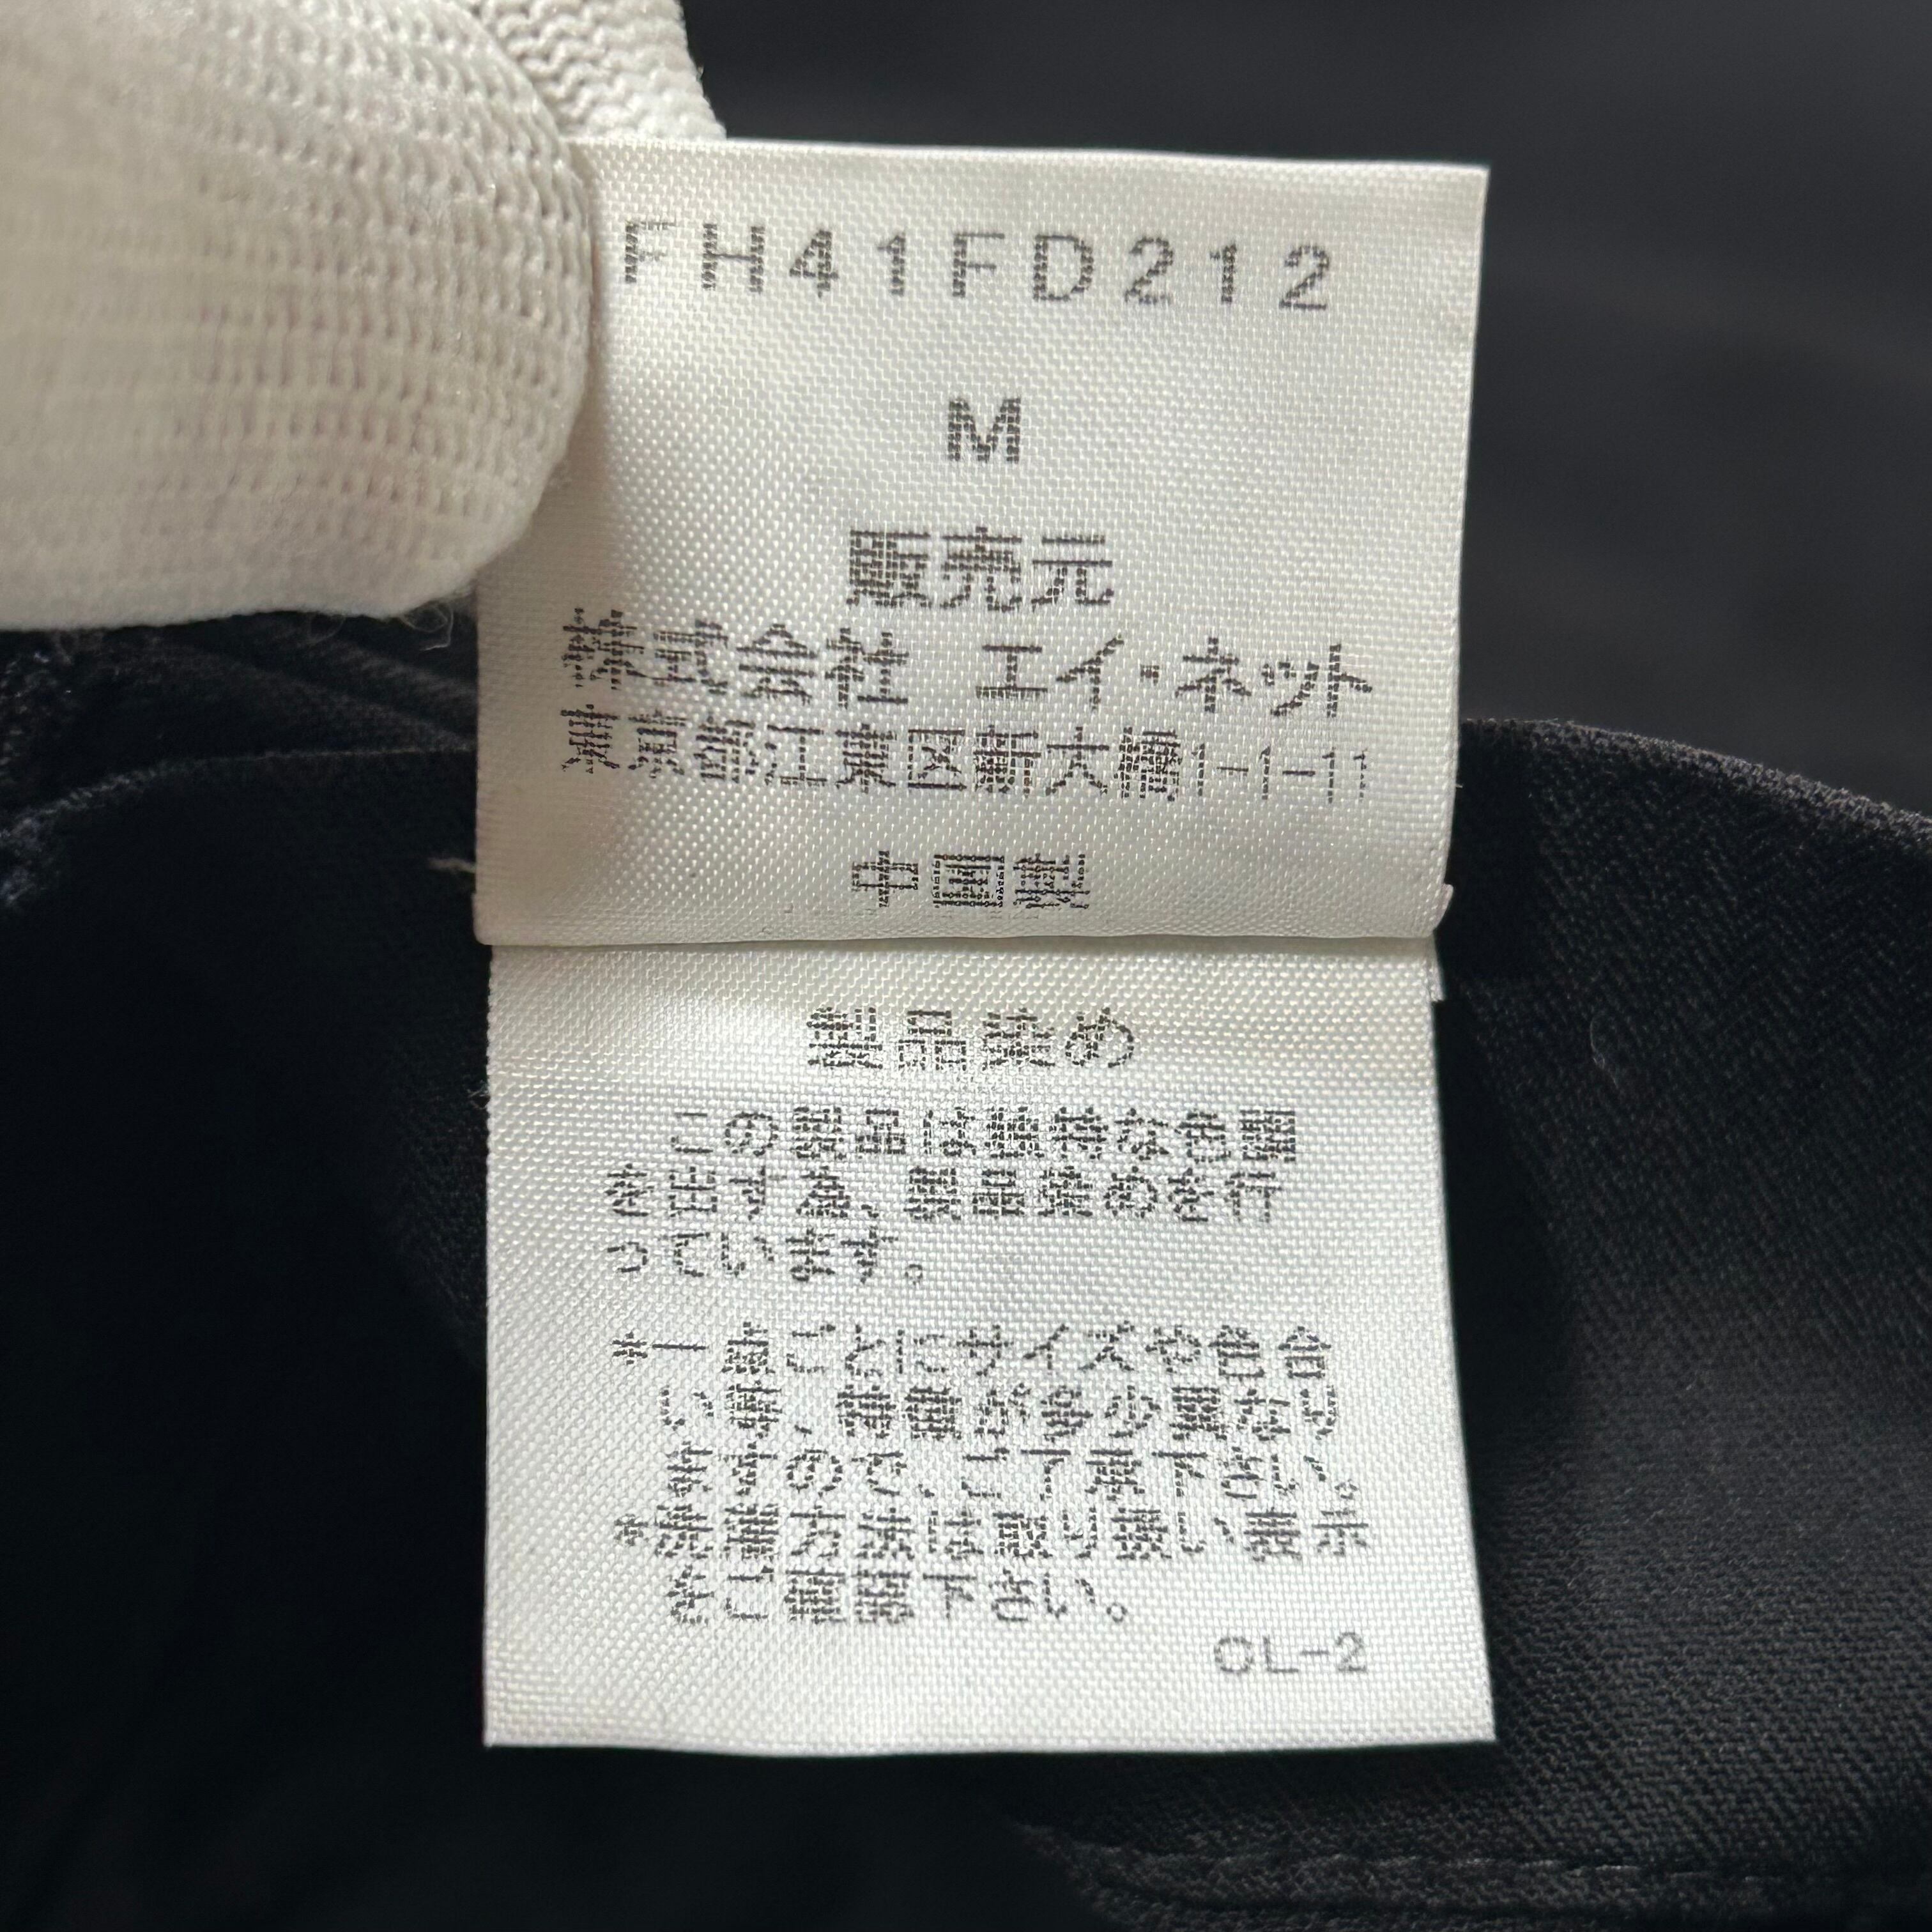 FH41FD212
M
販売元
株式会社 エイ・ネット
東京都江東区新大橋1-1-11
中国製
製品染め
この製品は独特な色調
を出す為、製品染めを行
っています。
*1点ごとにサイズや色合
い等、趣が多少異なり
ますので、ご了承下さい。
*洗濯方法は取り扱い表示
をご確認下さい。
CL-2